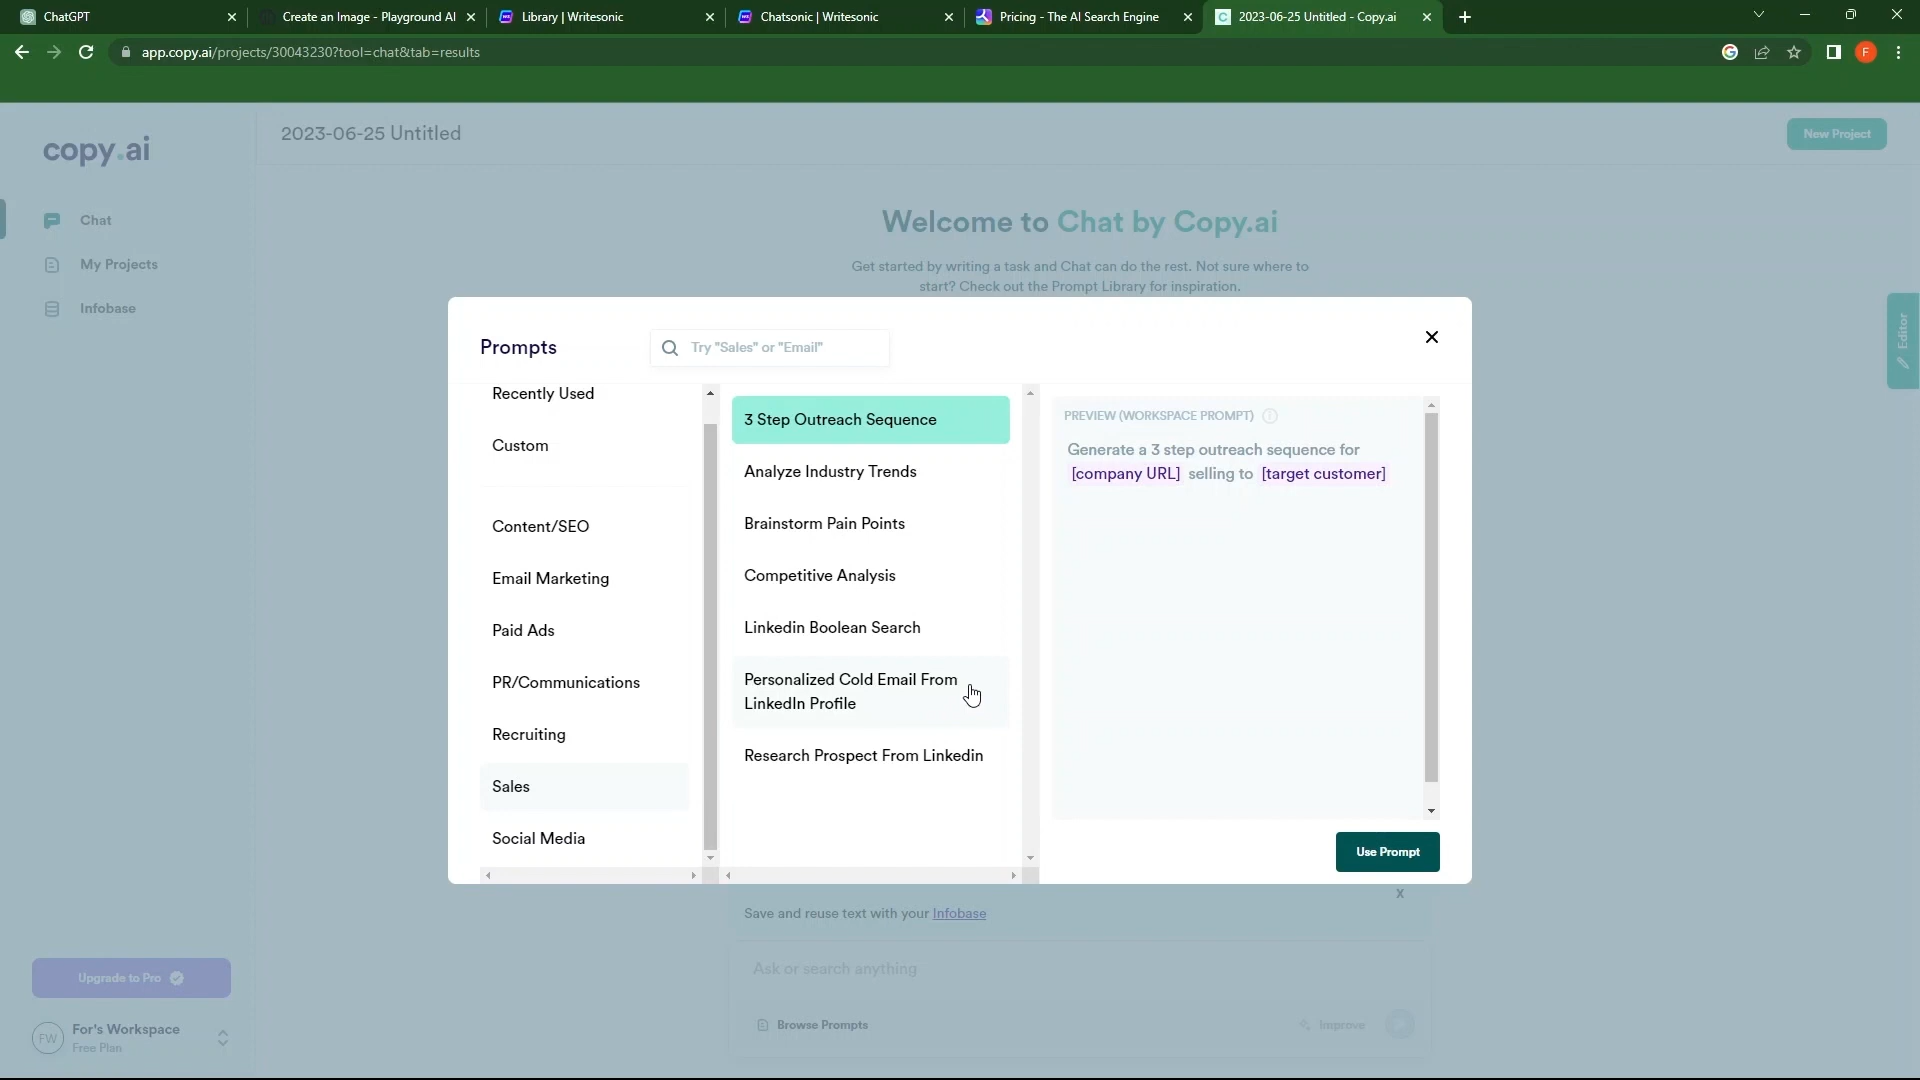 ChatGPT
Create an Image - Playground AI
Library | Writesonic
Chatsonic | Writesonic
Pricing - The AI Search Engine
2023-06-25 Untitled - Copy.ai
app.copy.ai/projects/30043230?tool=chat&tab=results
F
copy.ai
2023-06-25 Untitled
New Project
Chat
My Projects
Infobase
Welcome to Chat by Copy.ai
Get started by writing a task and Chat can do the rest. Not sure where to
start? Check out the Prompt Library for inspiration.
Editor
Prompts
Try "Sales" or "Email"
Recently Used
Custom
Content/SEO
Email Marketing
Paid Ads
PR/Communications
Recruiting
Sales
Social Media
3 Step Outreach Sequence
Analyze Industry Trends
Brainstorm Pain Points
Competitive Analysis
Linkedin Boolean Search
Personalized Cold Email From
LinkedIn Profile
Research Prospect From Linkedin
PREVIEW (WORKSPACE PROMPT)
Generate a 3 step outreach sequence for
[company URL] selling to [target customer]
Use Prompt
X
Save and reuse text with your Infobase
Ask or search anything
Browse Prompts
Improve
Upgrade to Pro
FW
For's Workspace
Free Plan